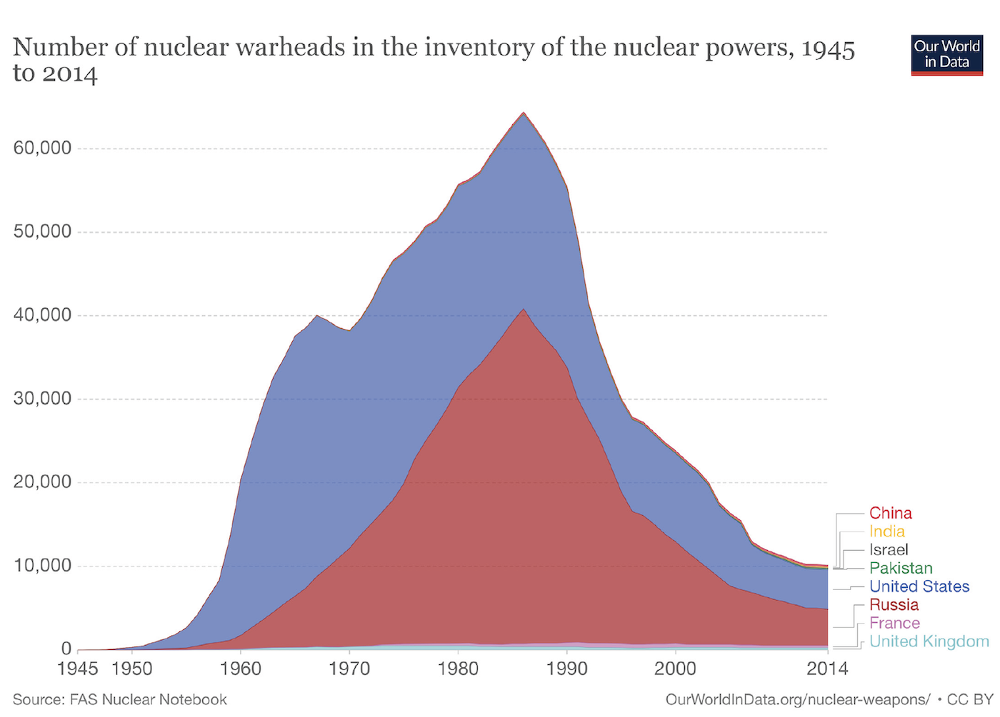 Number of nuclear warheads in the inventory of the nuclear powers, 1945
to 2014
Our World
in Data
60,000
50,000
40,000
30,000
20,000
10,000
0
China
India
Israel
Pakistan
United States
Russia
France
United Kingdom
1945 1950 1960 1970 1980 1990 2000 2014
Source: FAS Nuclear Notebook
OurWorldInData.org/nuclear-weapons/ • CC BY